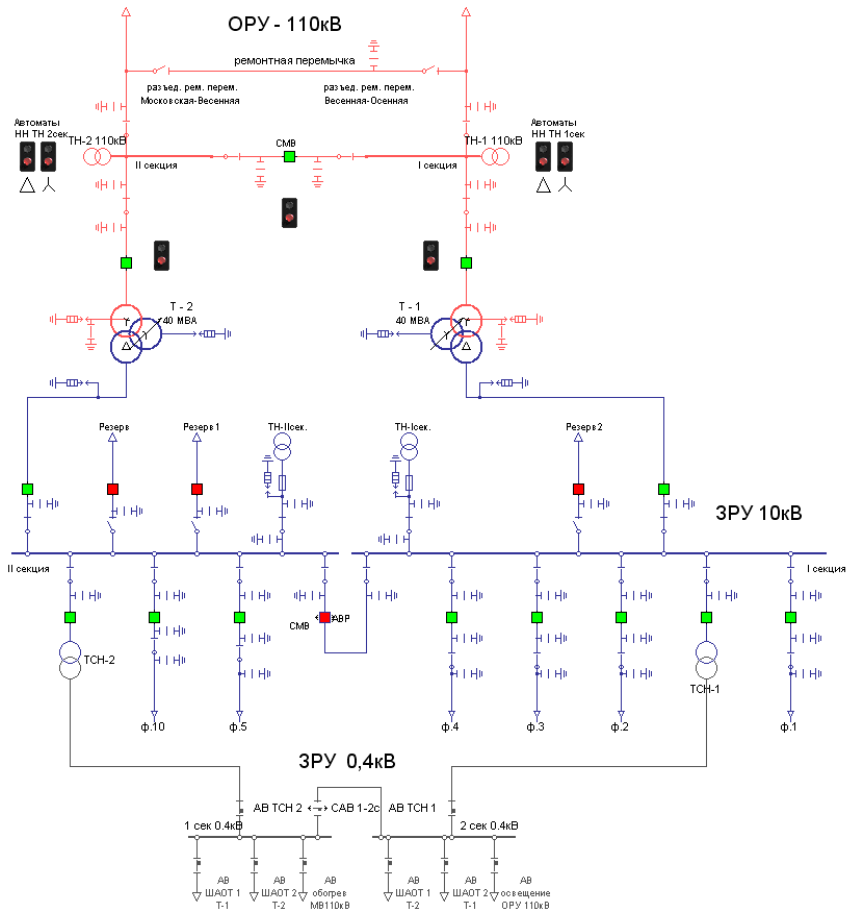 ОРУ - 110кВ
ремонтная перемычка
разъед. рем. перем.
Московская-Весенняя
разъед. рем. перем.
Весенняя-Осенняя
Автоматы
НН ТН 2сек.
ТН-2 110кВ
II секция
СМВ
I секция
ТН-1 110кВ
Автоматы
НН ТН 1сек
Т - 2
40 МВА
Т - 1
40 МВА
Резерв
Резерв 1
ТН-IIсек.
ТН-Iсек.
Резерв 2
ЗРУ 10кВ
II секция
I секция
СМВ
АВР
ТСН-2
ТСН-1
ф.10
ф.5
ф.4
ф.3
ф.2
ф.1
ЗРУ 0,4кВ
АВ ТСН 2
САВ 1-2с
АВ ТСН 1
1 сек 0.4кВ
2 сек 0.4кВ
АВ
ШАОТ 1
Т-1
АВ
ШАОТ 2
Т-2
АВ
обогрев
МВ110кВ
АВ
ШАОТ 1
Т-2
АВ
ШАОТ 2
Т-1
АВ
освещение
ОРУ 110кВ